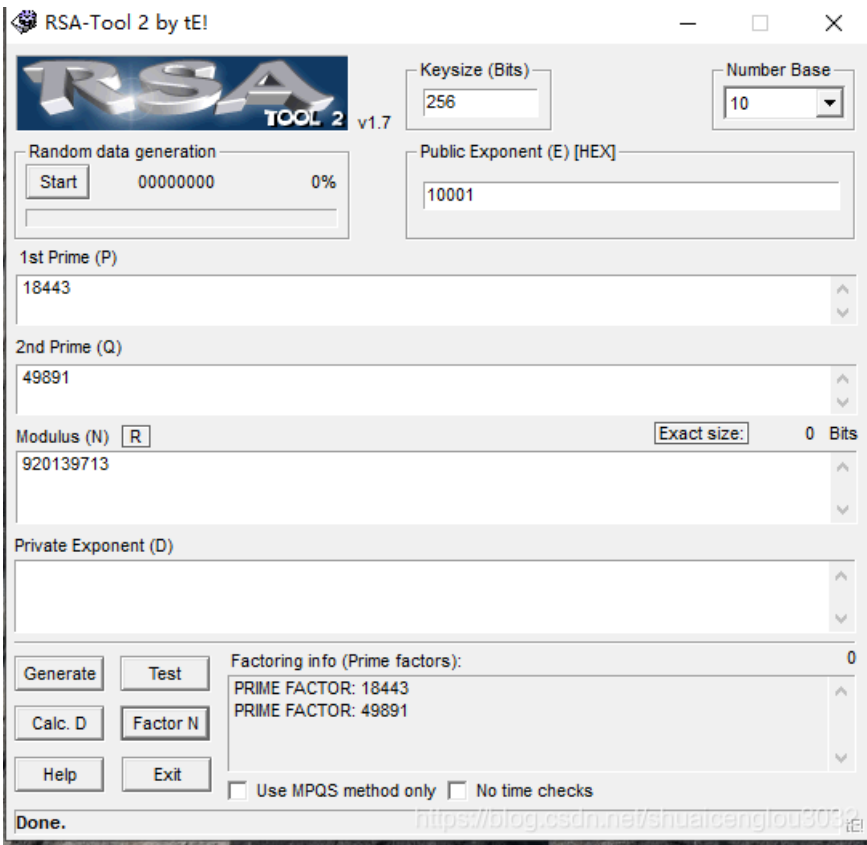 RSA-Tool 2 by tE!
RSA
TOOL 2 v1.7
Keysize (Bits)
256
Number Base
10
Random data generation
Start 00000000 0%
Public Exponent (E) [HEX]
10001
1st Prime (P)
18443
2nd Prime (Q)
49891
Modulus (N) R Exact size: 0 Bits
920139713
Private Exponent (D)
Generate Test
Calc. D Factor N
Help Exit
Factoring info (Prime factors): 0
PRIME FACTOR: 18443
PRIME FACTOR: 49891
Use MPQS method only No time checks
Done.
https://blog.csdn.net/shuaicenglou3032
tE!